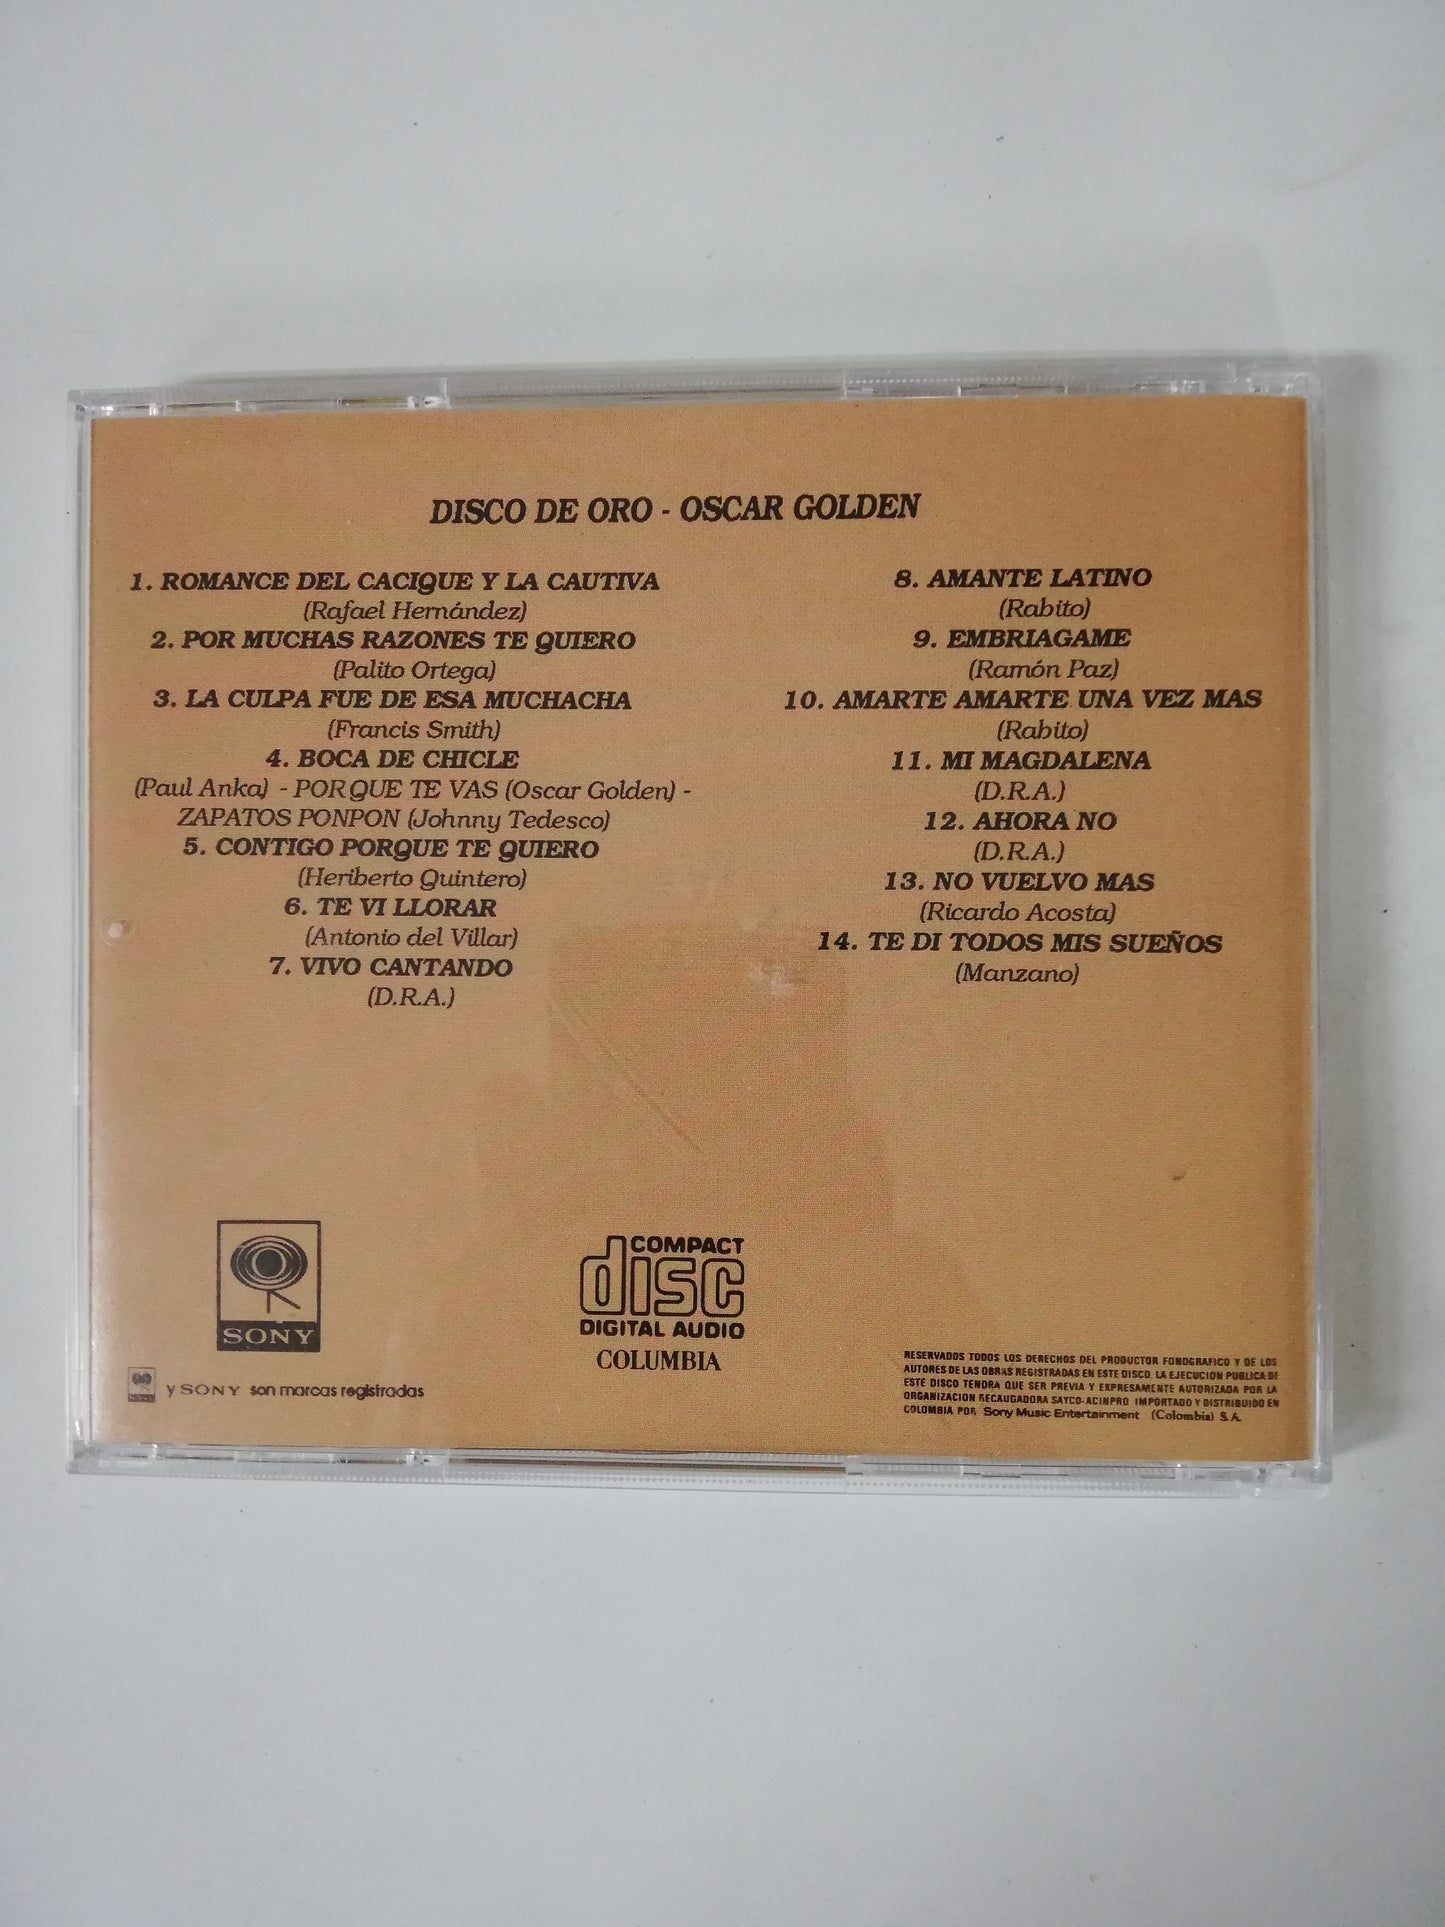 DISCO DE ORO - OSCAR GOLDEN
1. ROMANCE DEL CACIQUE Y LA CAUTIVA
(Rafael Hernández)
2. POR MUCHAS RAZONES TE QUIERO
(Palito Ortega)
3. LA CULPA FUE DE ESA MUCHACHA
(Francis Smith)
4. BOCA DE CHICLE
(Paul Anka) - POR QUE TE VAS (Oscar Golden) -
ZAPATOS PONPON (Johnny Tedesco)
5. CONTIGO PORQUE TE QUIERO
(Heriberto Quintero)
6. TE VI LLORAR
(Antonio del Villar)
7. VIVO CANTANDO
(D.R.A.)
8. AMANTE LATINO
(Rabito)
9. EMBRIAGAME
(Ramón Paz)
10. AMARTE AMARTE UNA VEZ MAS
(Rabito)
11. MI MAGDALENA
(D.R.A.)
12. AHORA NO
(D.R.A.)
13. NO VUELVO MAS
(Ricardo Acosta)
14. TE DI TODOS MIS SUEÑOS
(Manzano)
SONY
y SONY son marcas registradas
COMPACT
disc
DIGITAL AUDIO
COLUMBIA
RESERVADOS TODOS LOS DERECHOS DEL PRODUCTOR FONOGRAFICO Y DE LOS
AUTORES DE LAS OBRAS REGISTRADAS EN ESTE DISCO. LA EJECUCION PUBLICA DE
ESTE DISCO TENDRA QUE SER PREVIA Y EXPRESAMENTE AUTORIZADA POR LA
ORGANIZACION RECAUDADORA SAYCO-ACINPRO IMPORTADO Y DISTRIBUIDO EN
COLOMBIA POR Sony Music Entertainment (Colombia) S.A.